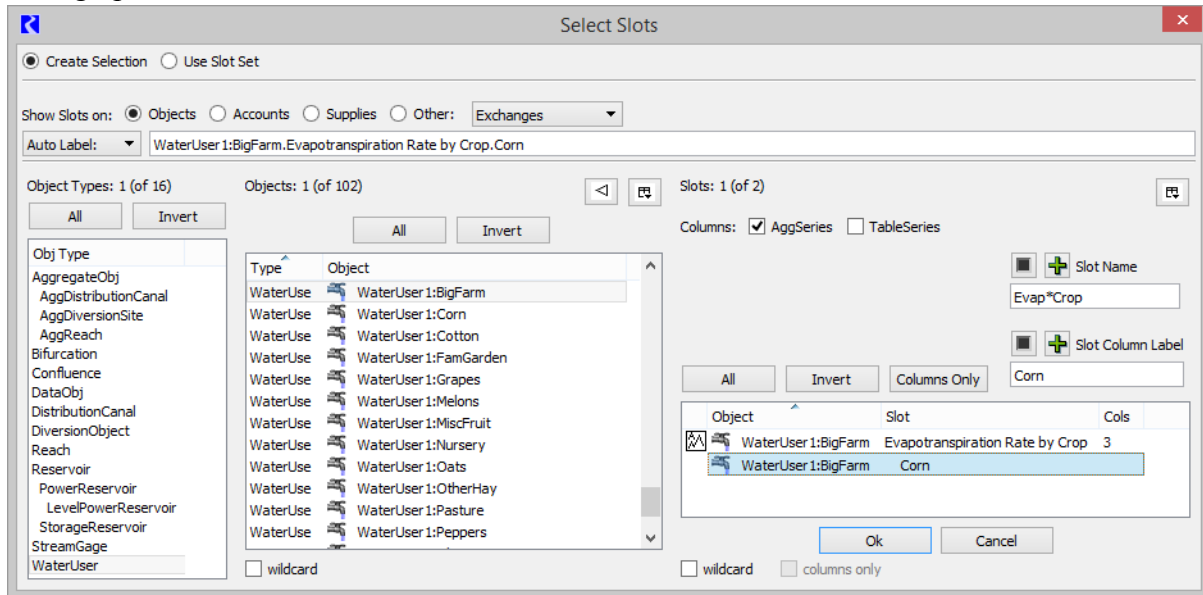 Select Slots
Create Selection Use Slot Set
Show Slots on: Objects Accounts Supplies Other: Exchanges
Auto Label: WaterUser1:BigFarm.Evapotranspiration Rate by Crop.Corn
Object Types: 1 (of 16)
All Invert
Obj Type
AggregateObj
AggDistributionCanal
AggDiversionSite
AggReach
Bifurcation
Confluence
DataObj
DistributionCanal
DiversionObject
Reach
Reservoir
PowerReservoir
LevelPowerReservoir
StorageReservoir
StreamGage
WaterUser
Objects: 1 (of 102)
All Invert
Type Object
WaterUse WaterUser1:BigFarm
WaterUse WaterUser1:Corn
WaterUse WaterUser1:Cotton
WaterUse WaterUser1:FamGarden
WaterUse WaterUser1:Grapes
WaterUse WaterUser1:Melons
WaterUse WaterUser1:MiscFruit
WaterUse WaterUser1:Nursery
WaterUse WaterUser1:Oats
WaterUse WaterUser1:OtherHay
WaterUse WaterUser1:Pasture
WaterUse WaterUser1:Peppers
wildcard
Slots: 1 (of 2)
Columns: AggSeries TableSeries
Slot Name
Evap*Crop
Slot Column Label
All Invert Columns Only Corn
Object Slot Cols
WaterUser1:BigFarm Evapotranspiration Rate by Crop 3
WaterUser1:BigFarm Corn
Ok Cancel
wildcard columns only